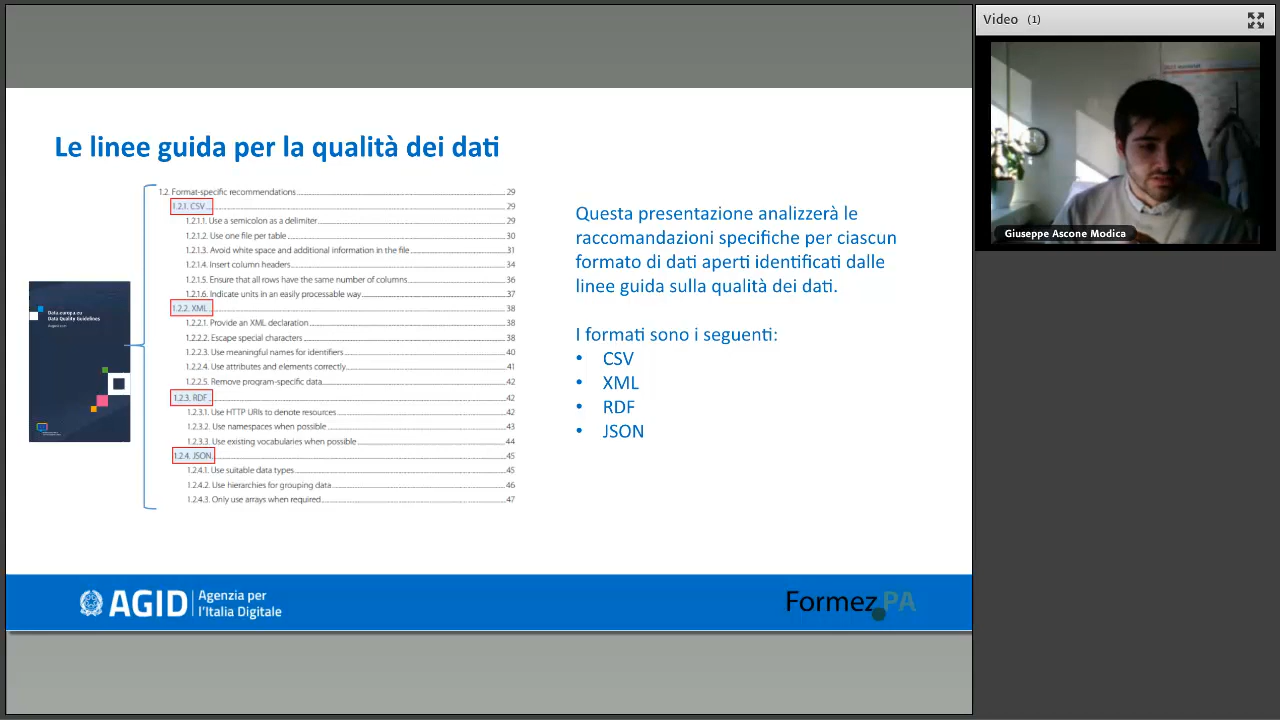 Video (1)
Le linee guida per la qualità dei dati
1.2. Format-specific recommendations 29
1.2.1. CSV 29
1.2.1.1. Use a semicolon as a delimiter 29
1.2.1.2. Use one file per table 30
1.2.1.3. Avoid white space and additional information in the file 31
1.2.1.4. Insert column headers 34
1.2.1.5. Ensure that all rows have the same number of columns 36
1.2.1.6. Indicate units in an easily processable way 37
1.2.2. XML 38
1.2.2.1. Provide an XML declaration 38
1.2.2.2. Escape special characters 38
1.2.2.3. Use meaningful names for identifiers 40
1.2.2.4. Use attributes and elements correctly 41
1.2.2.5. Remove program-specific data 42
1.2.3. RDF 42
1.2.3.1. Use HTTP URIs to denote resources 42
1.2.3.2. Use namespaces when possible 43
1.2.3.3. Use existing vocabularies when possible 44
1.2.4. JSON 45
1.2.4.1. Use suitable data types 45
1.2.4.2. Use hierarchies for grouping data 46
1.2.4.3. Only use arrays when required 47
Data.europa.eu
Data Quality Guidelines
Questa presentazione analizzerà le
raccomandazioni specifiche per ciascun
formato di dati aperti identificati dalle
linee guida sulla qualità dei dati.
I formati sono i seguenti:
• CSV
• XML
• RDF
• JSON
Giuseppe Ascone Modica
AGID
Agenzia per
l'Italia Digitale
Formez PA